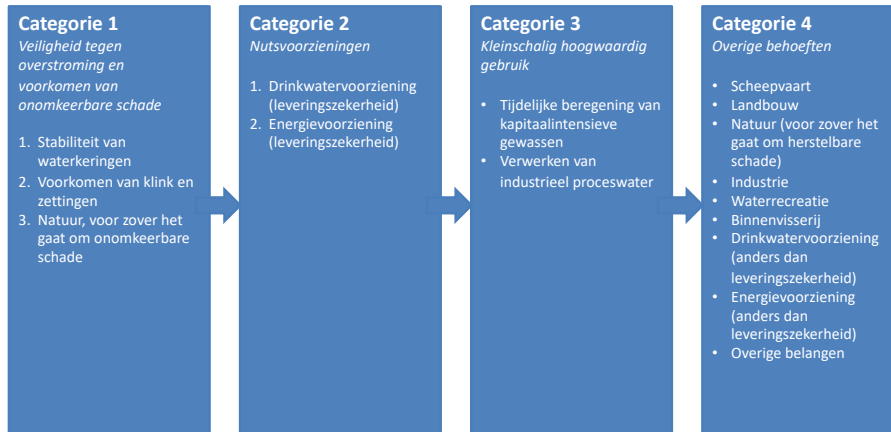 Categorie 1
Veiligheid tegen
overstroming en
voorkomen van
onomkeerbare schade
1. Stabiliteit van
waterkeringen
2. Voorkomen van klink en
zettingen
3. Natuur, voor zover het
gaat om onomkeerbare
schade
Categorie 2
Nutsvoorzieningen
1. Drinkwatervoorziening
(leveringszekerheid)
2. Energievoorziening
(leveringszekerheid)
Categorie 3
Kleinschalig hoogwaardig
gebruik
• Tijdelijke beregening van
kapitaalintensieve
gewassen
• Verwerken van
industrieel proceswater
Categorie 4
Overige behoeften
• Scheepvaart
• Landbouw
• Natuur (voor zover het
gaat om herstelbare
schade)
• Industrie
• Waterrecreatie
• Binnenvisserij
• Drinkwatervoorziening
(anders dan
leveringszekerheid)
• Energievoorziening
(anders dan
leveringszekerheid)
• Overige belangen